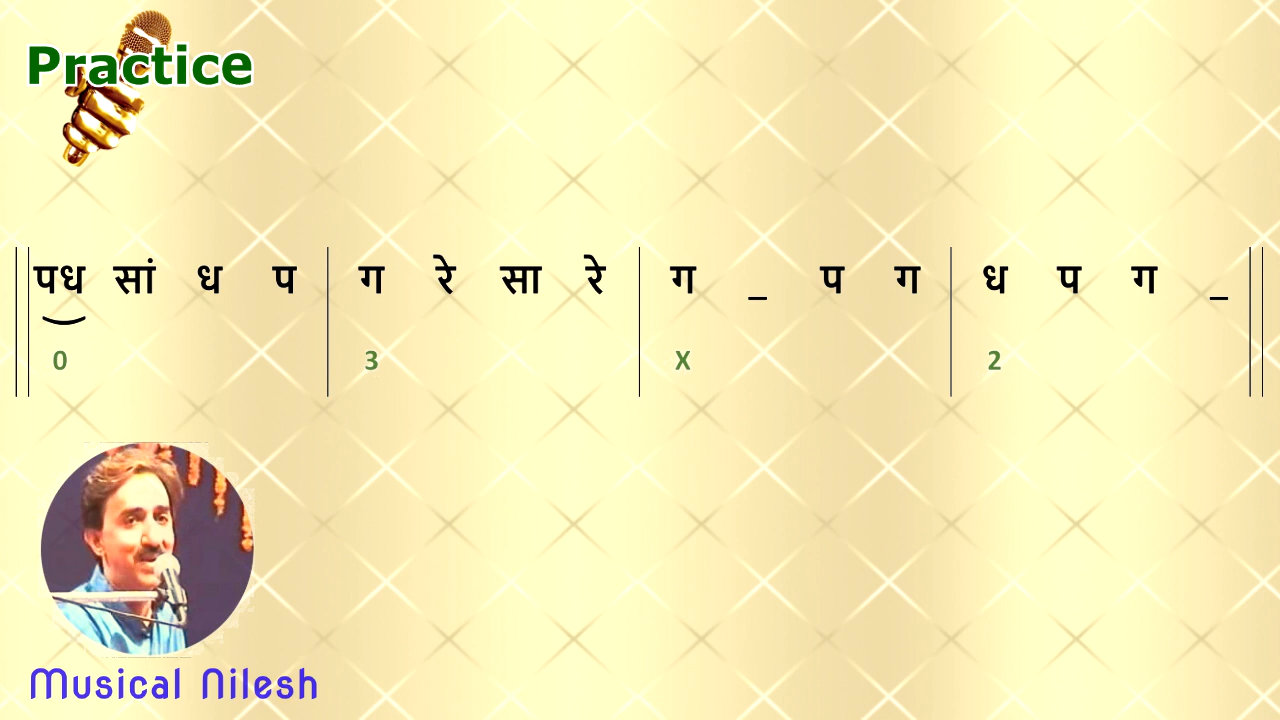 Practice
पध सां ध प ग रे सा रे ग _ प ग ध प ग _
0 3 X 2
Musical Nilesh